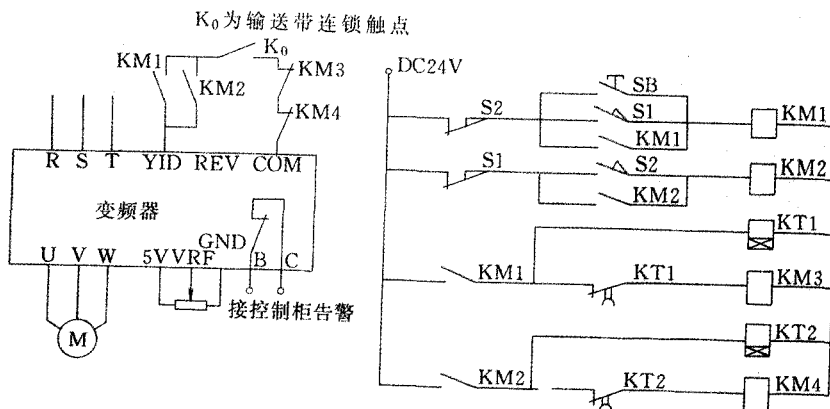 K₀为输送带连锁触点
K₀
KM1
KM2
KM3
KM4
R S T YID REV COM
变频器
GND
U V W 5V VRF B C
M
接控制柜告警
DC24V
S2
SB
S1
KM1
KM1
S1
S2
KM2
KM2
KT1
KM1
KT1
KM3
KT2
KM2
KT2
KM4